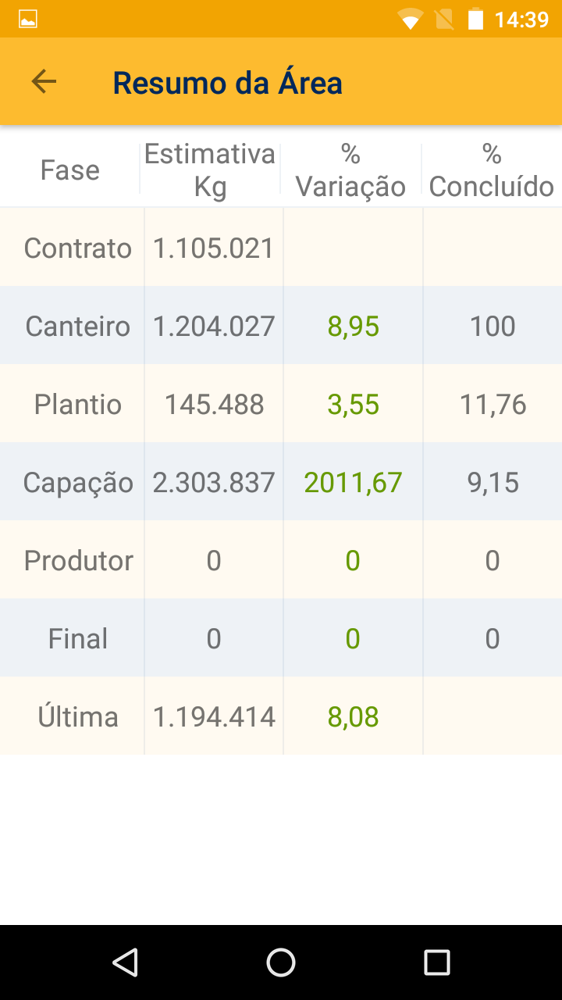 14:39
Resumo da Área
Fase Estimativa Kg % Variação % Concluído
Contrato 1.105.021
Canteiro 1.204.027 8,95 100
Plantio 145.488 3,55 11,76
Capação 2.303.837 2011,67 9,15
Produtor 0 0 0
Final 0 0 0
Última 1.194.414 8,08